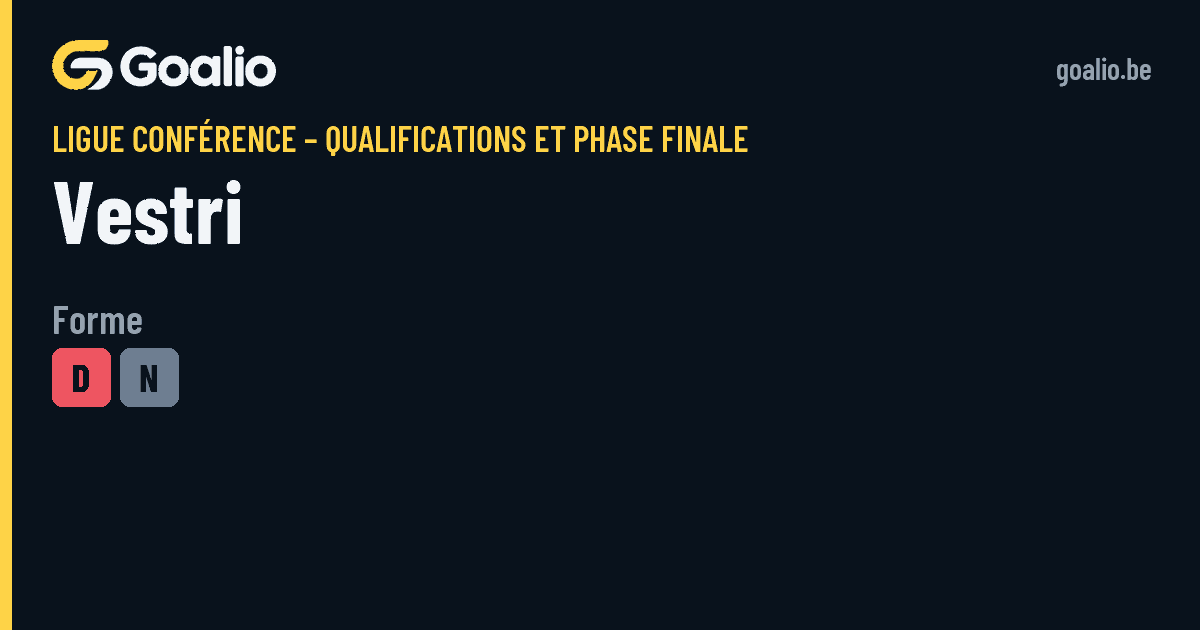 Goalio
goalio.be
LIGUE CONFÉRENCE – QUALIFICATIONS ET PHASE FINALE
Vestri
Forme
D N